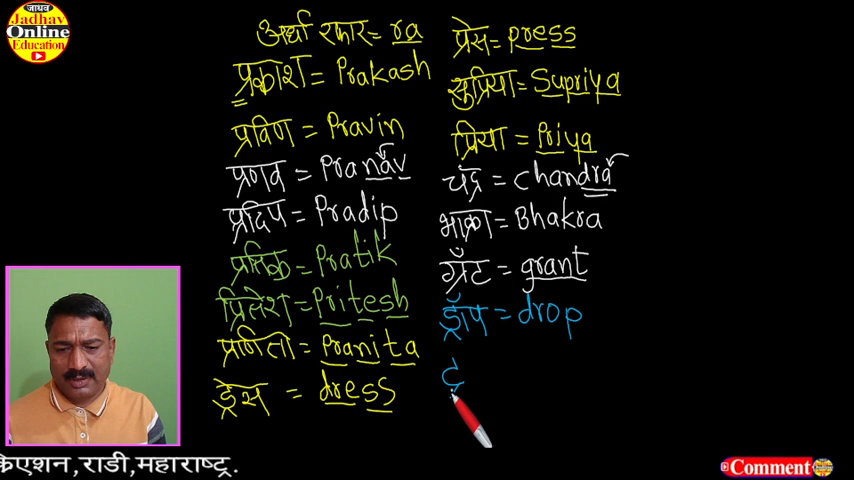 जाधव
Jadhav
Online
Education
अर्धा रकार = ra
प्रकाश = Prakash
प्रविण = Pravin
प्रणव = Pranav
प्रदिप = Pradip
प्रतिक = Pratik
प्रितेश = Pritesh
प्रणिता = Pranita
ड्रेस = dress
प्रेस = press
सुप्रिया = Supriya
प्रिया = Priya
चंद्र = chandra
भाक्रा = Bhakra
ग्रँट = grant
ड्रॉप = drop
ट्र
किएशन, राडी, महाराष्ट्र.
Comment